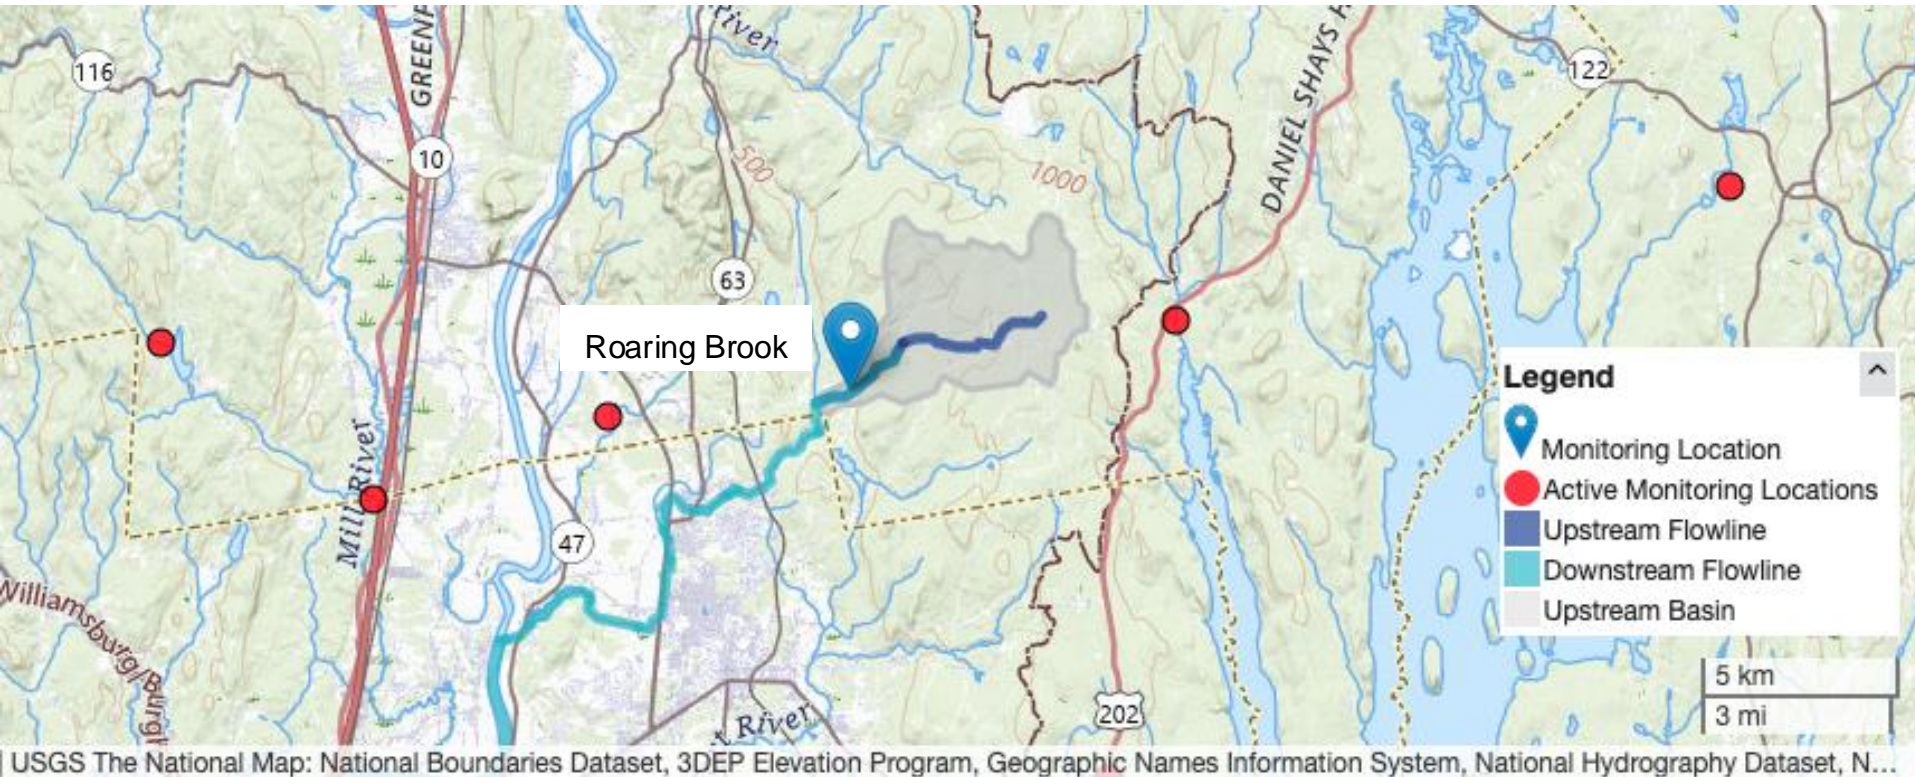 River
116
GREENF
DANIEL SHAYS H
122
10
500
1000
63
Roaring Brook
Legend
Monitoring Location
Active Monitoring Locations
Upstream Flowline
Downstream Flowline
Upstream Basin
Mill River
47
Williamsburg/Burgi
202
t River
5 km
3 mi
USGS The National Map: National Boundaries Dataset, 3DEP Elevation Program, Geographic Names Information System, National Hydrography Dataset, N...